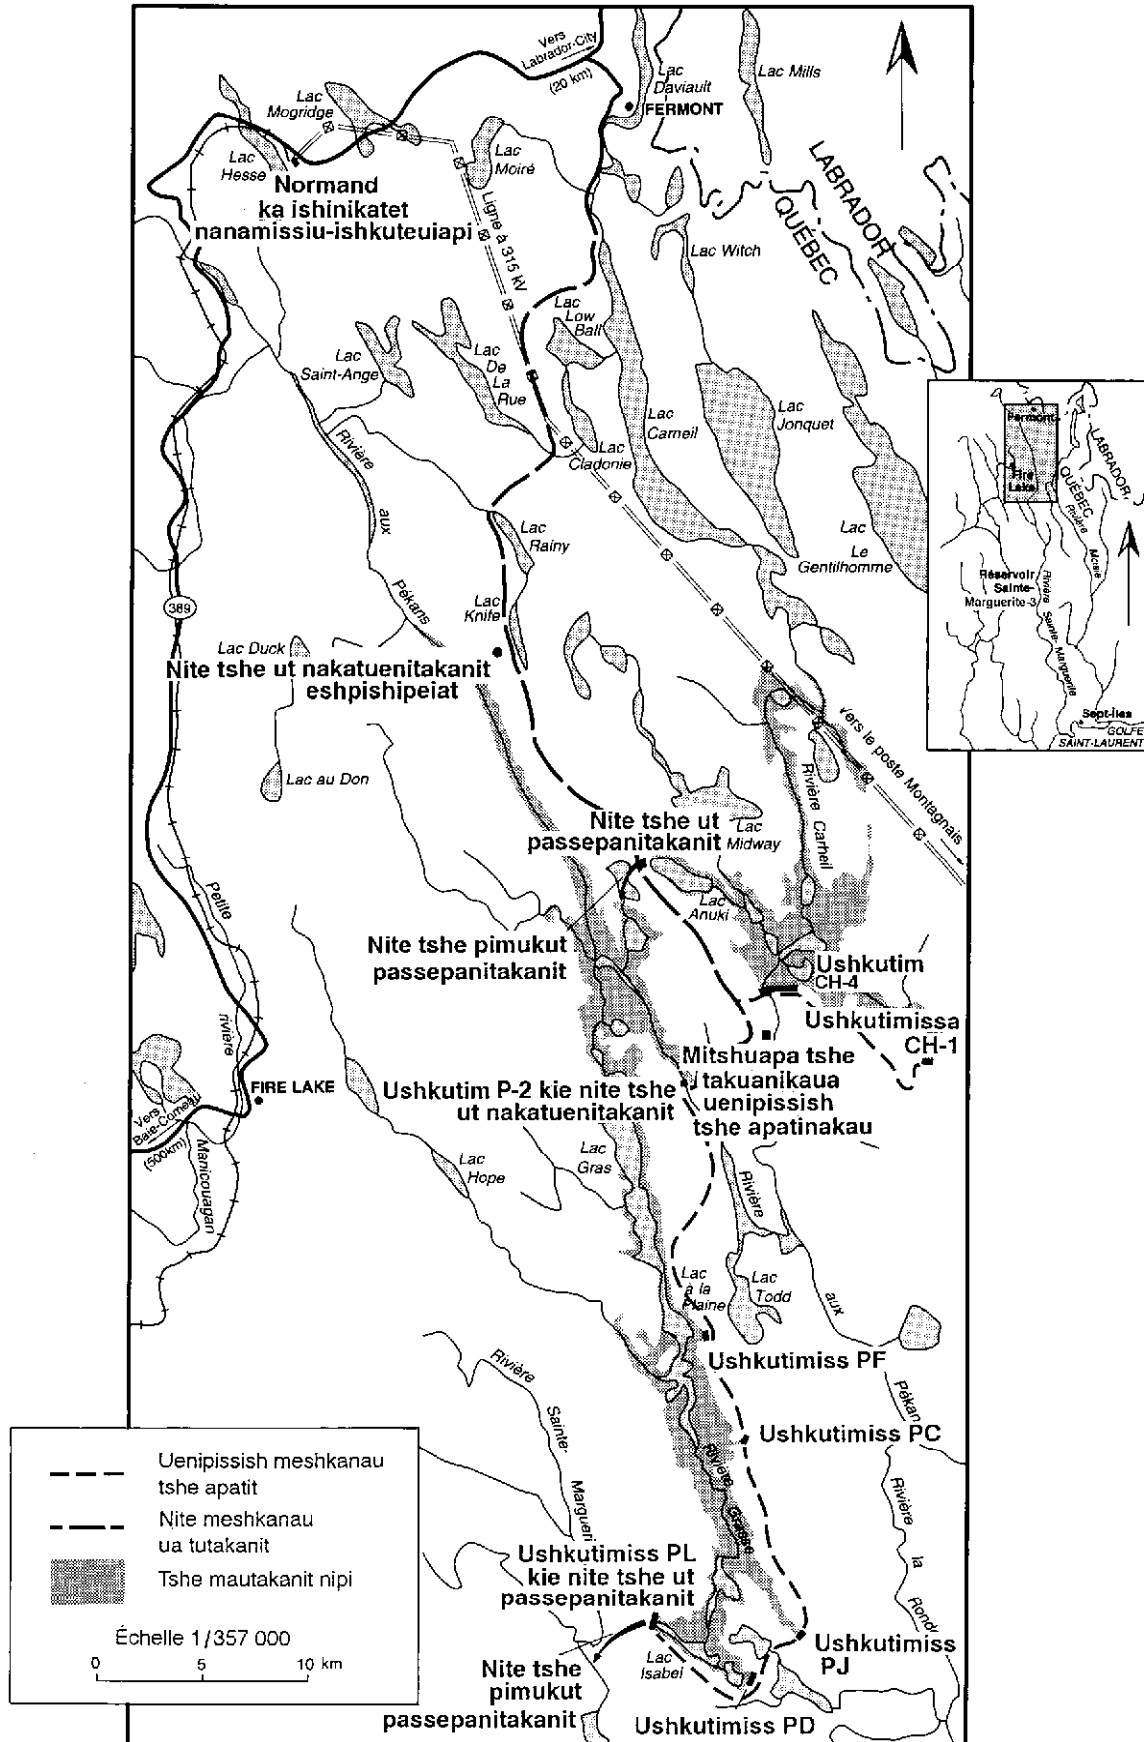 Vers
Labrador-City
(20 km)
Lac
Daviault
FERMONT
Lac Mills
Lac
Mogridge
Lac
Hesse
Lac
Moiré
Normand
ka ishinikatet
nanamissiu-ishkuteuiapi
Ligne à 315 kV
LABRADOR
QUÉBEC
Lac Witch
Lac
Low
Ball
Lac
Saint-Ange
Lac
De
La
Rue
Lac
Carheil
Lac
Jonquet
Lac
Cladonie
Rivière
aux
Pékans
Lac
Rainy
Lac
Le
Gentilhomme
Lac
Knife
389
Lac Duck
Nite tshe ut nakatuenitakanit
eshpishipeiat
Fermont
Fire
Lake
LABRADOR
QUÉBEC
Rivière
Moisie
Réservoir
Sainte-
Marguerite-3
Rivière Sainte-Marguerite
Sept-Îles
GOLFE
SAINT-LAURENT
Lac au Don
Vers le poste Montagnais
Rivière Carheil
Nite tshe ut
passepanitakanit
Lac
Midway
Lac
Anuki
Petite
rivière
Manicouagan
Nite tshe pimukut
passepanitakanit
Ushkutim
CH-4
Ushkutimissa
CH-1
Mitshuapa tshe
takuanikaua
uenipissish
tshe apatinakau
Ushkutim P-2 kie nite tshe
ut nakatuenitakanit
FIRE LAKE
Vers
Baie-Comeau
(500km)
Lac
Hope
Lac
Gras
Rivière
aux
Pékan
Lac
à la
Plaine
Lac
Todd
Ushkutimiss PF
Ushkutimiss PC
Rivière
Sainte-
Margueri
Rivière
Grasse
Rivière
la
Rond
Ushkutimiss PL
kie nite tshe ut
passepanitakanit
Ushkutimiss
PJ
Lac
Isabel
Nite tshe
pimukut
passepanitakanit
Ushkutimiss PD
Uenipissish meshkanau
tshe apatit
Nite meshkanau
ua tutakanit
Tshe mautakanit nipi
Échelle 1/357 000
0 5 10 km